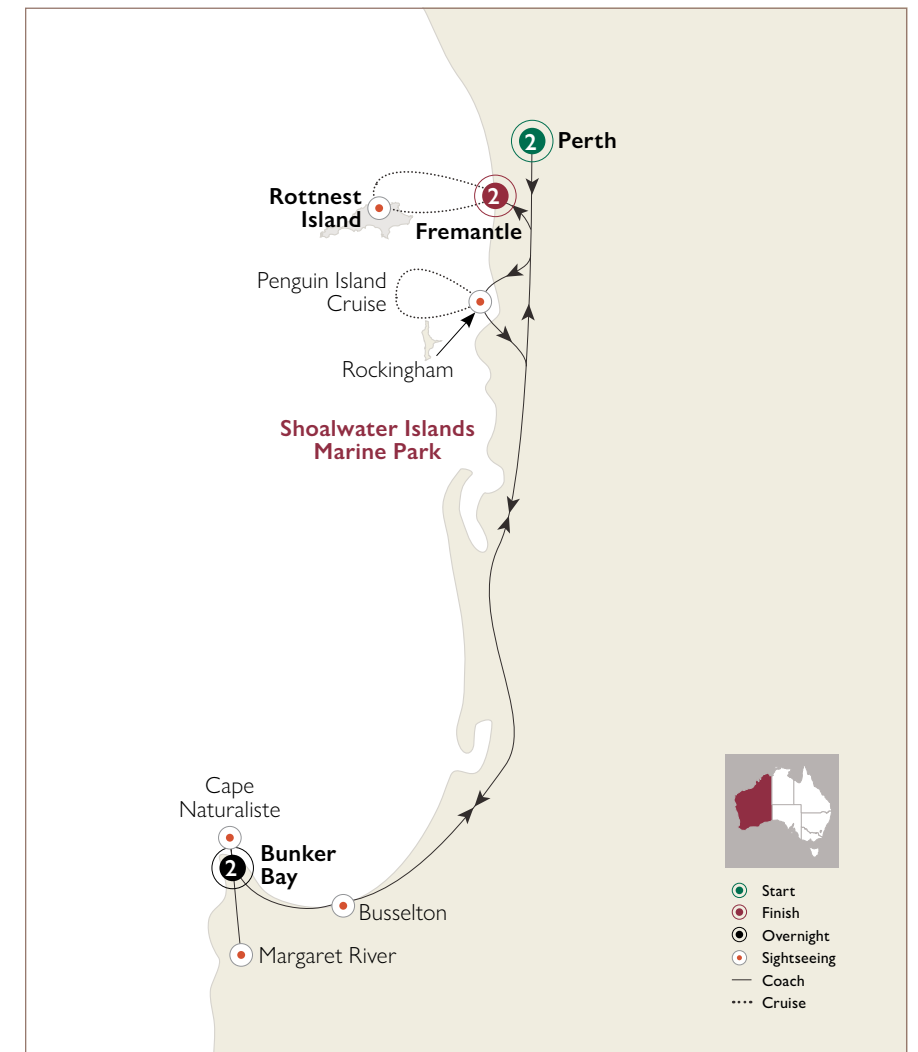 2
Perth
Rottnest
Island
2
Fremantle
Penguin Island
Cruise
Rockingham
Shoalwater Islands
Marine Park
Cape
Naturaliste
2
Bunker
Bay
Busselton
Margaret River
Start
Finish
Overnight
Sightseeing
Coach
Cruise